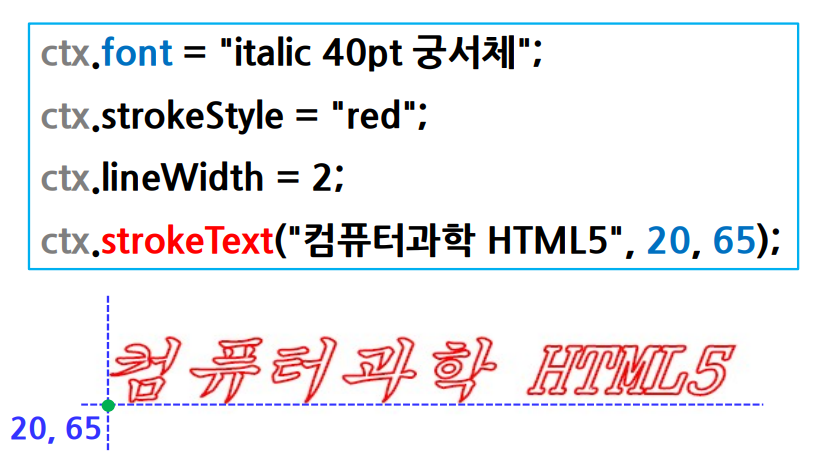 ctx.font = "italic 40pt 궁서체";
ctx.strokeStyle = "red";
ctx.lineWidth = 2;
ctx.strokeText("컴퓨터과학 HTML5", 20, 65);
컴퓨터과학 HTML5
20, 65